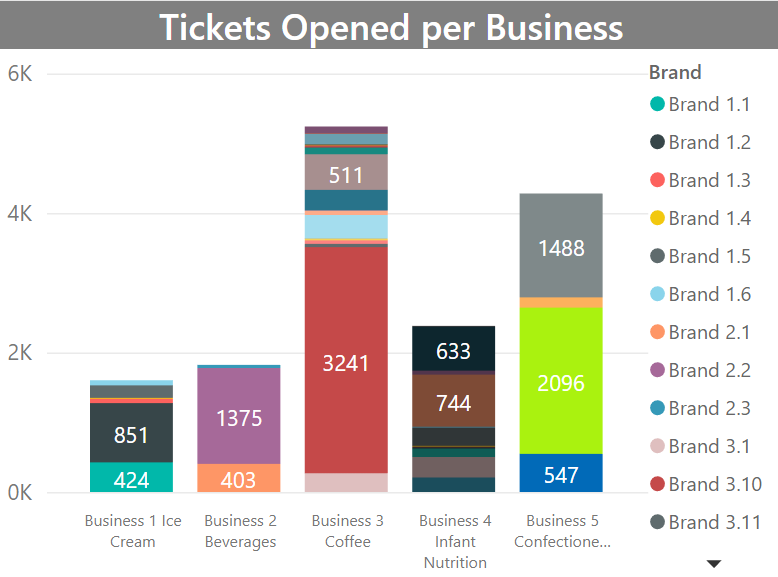 Tickets Opened per Business
6K
4K
2K
0K
424
851
403
1375
3241
511
744
633
547
2096
1488
Business 1 Ice
Cream
Business 2
Beverages
Business 3
Coffee
Business 4
Infant
Nutrition
Business 5
Confectione...
Brand
Brand 1.1
Brand 1.2
Brand 1.3
Brand 1.4
Brand 1.5
Brand 1.6
Brand 2.1
Brand 2.2
Brand 2.3
Brand 3.1
Brand 3.10
Brand 3.11